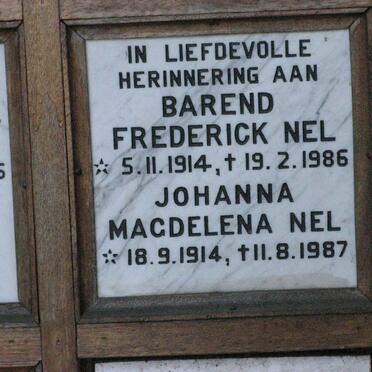 IN LIEFDEVOLLE
HERINNERING AAN
BAREND
FREDERICK NEL
☆ 5.11.1914, † 19.2.1986
JOHANNA
MAGDELENA NEL
☆ 18.9.1914, † 11.8.1987